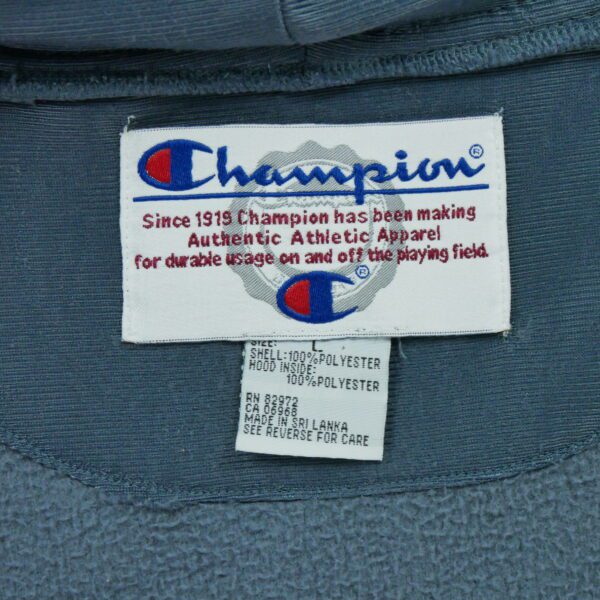 Champion®
Since 1919 Champion has been making
Authentic Athletic Apparel
for durable usage on and off the playing field.
®
SIZE: L
SHELL:100%POLYESTER
HOOD INSIDE:
100%POLYESTER
RN 82972
CA 06968
MADE IN SRI LANKA
SEE REVERSE FOR CARE